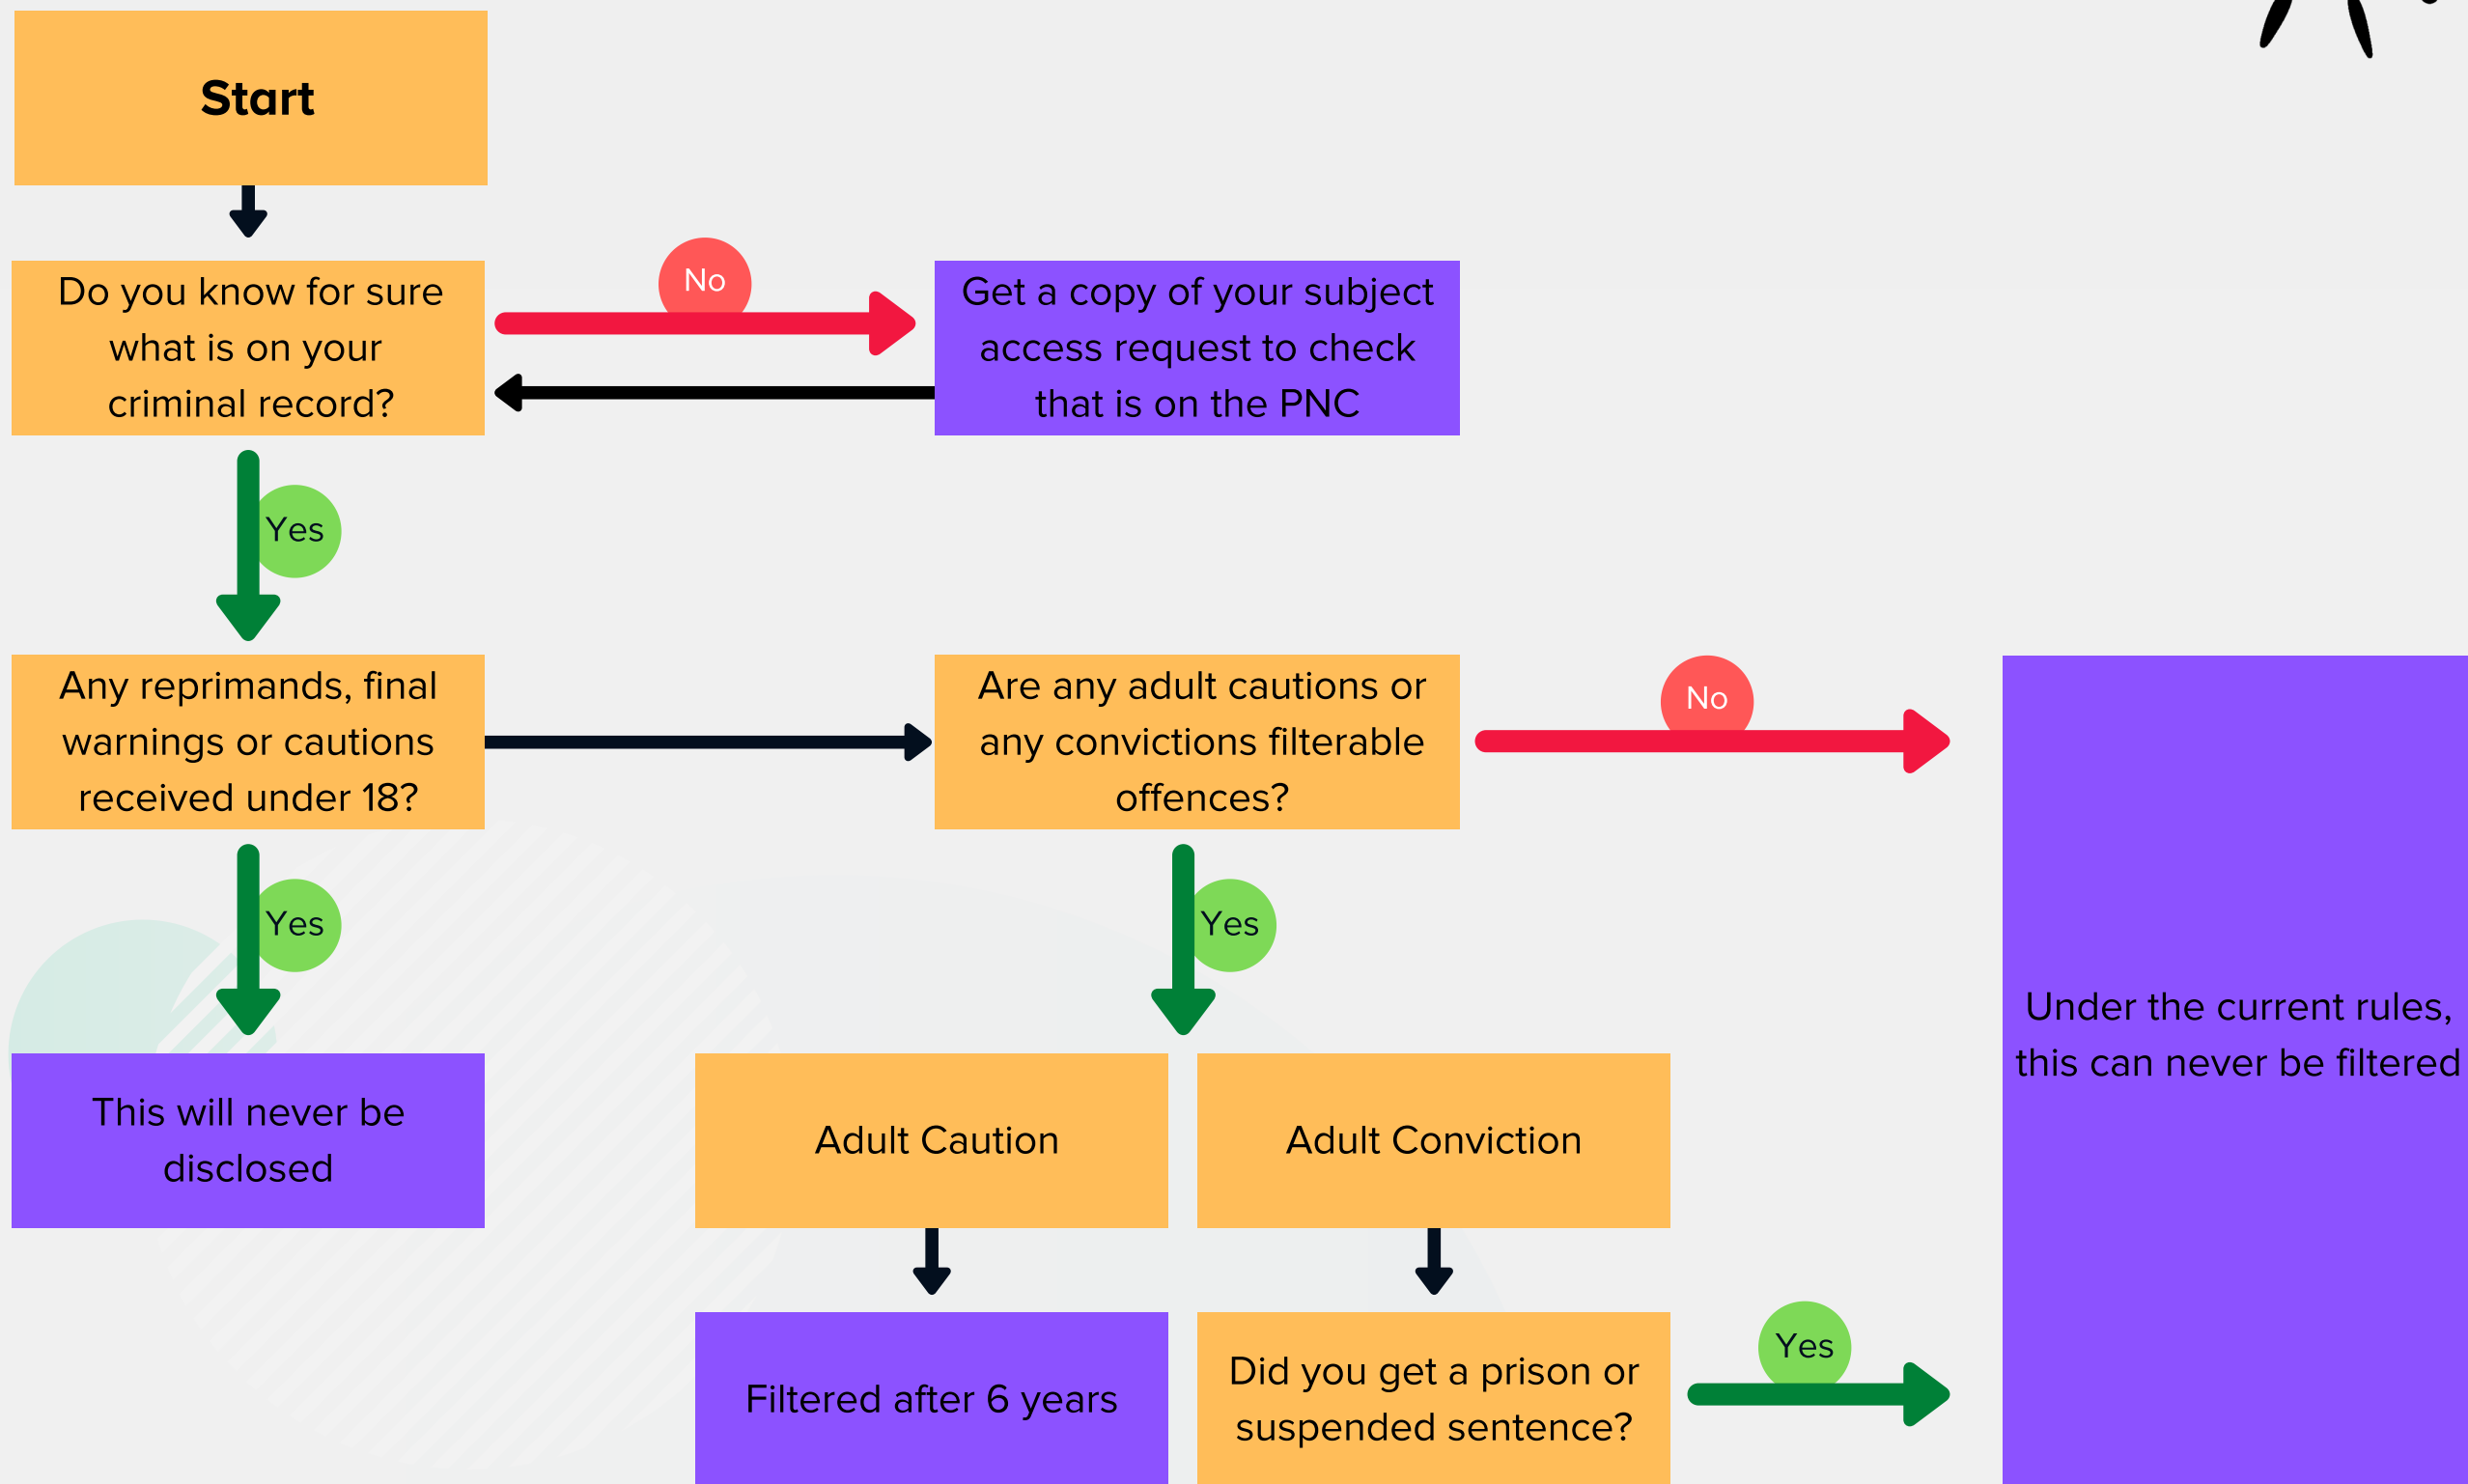 Start
Do you know for sure
what is on your
criminal record?
No
Get a copy of your subject
access request to check
that is on the PNC
Yes
Any reprimands, final
warnings or cautions
received under 18?
Are any adult cautions or
any convictions filterable
offences?
No
Yes
Yes
This will never be
disclosed
Adult Caution
Adult Conviction
Under the current rules,
this can never be filtered
Filtered after 6 years
Did you get a prison or
suspended sentence?
Yes